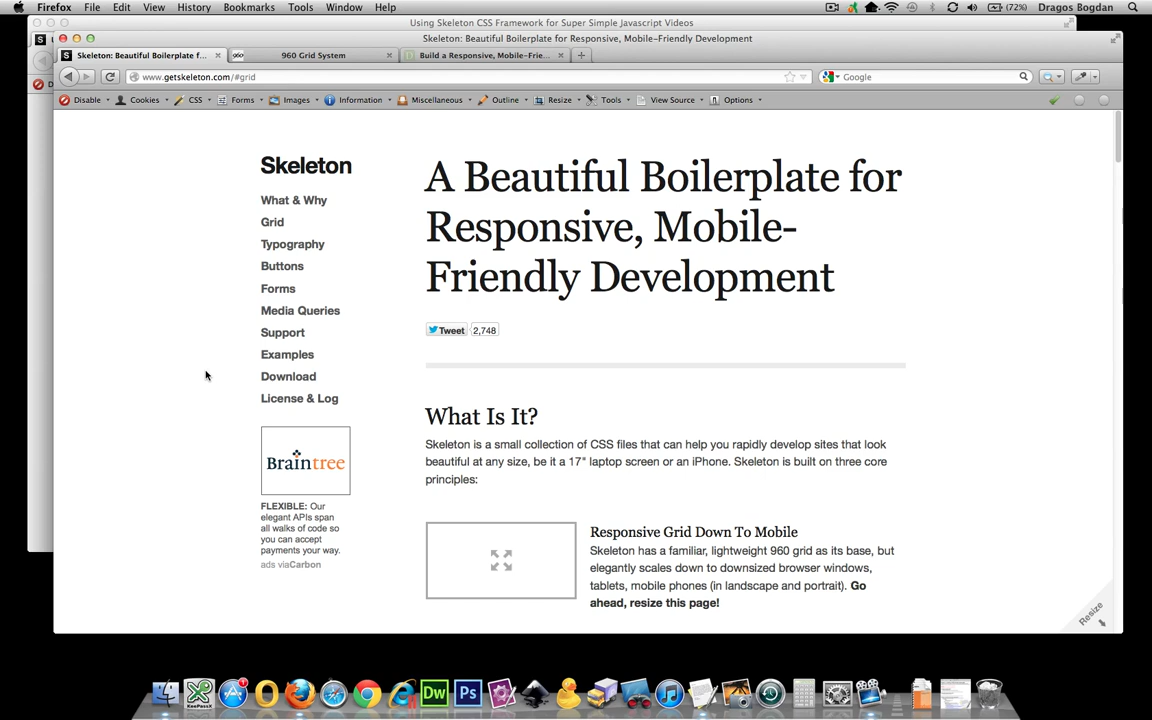 Firefox File Edit View History Bookmarks Tools Window Help (72%) Dragos Bogdan
Using Skeleton CSS Framework for Super Simple Javascript Videos
Skeleton: Beautiful Boilerplate for Responsive, Mobile-Friendly Development
Skeleton: Beautiful Boilerplate f... 960 Grid System Build a Responsive, Mobile-Frie...
www.getskeleton.com/#grid Google
Disable Cookies CSS Forms Images Information Miscellaneous Outline Resize Tools View Source Options
Skeleton
What & Why
Grid
Typography
Buttons
Forms
Media Queries
Support
Examples
Download
License & Log
Braintree
FLEXIBLE: Our
elegant APIs span
all walks of code so
you can accept
payments your way.
ads viaCarbon
A Beautiful Boilerplate for
Responsive, Mobile-
Friendly Development
Tweet 2,748
What Is It?
Skeleton is a small collection of CSS files that can help you rapidly develop sites that look
beautiful at any size, be it a 17" laptop screen or an iPhone. Skeleton is built on three core
principles:
Responsive Grid Down To Mobile
Skeleton has a familiar, lightweight 960 grid as its base, but
elegantly scales down to downsized browser windows,
tablets, mobile phones (in landscape and portrait). Go
ahead, resize this page!
Resize
KeePassX
Dw
Ps